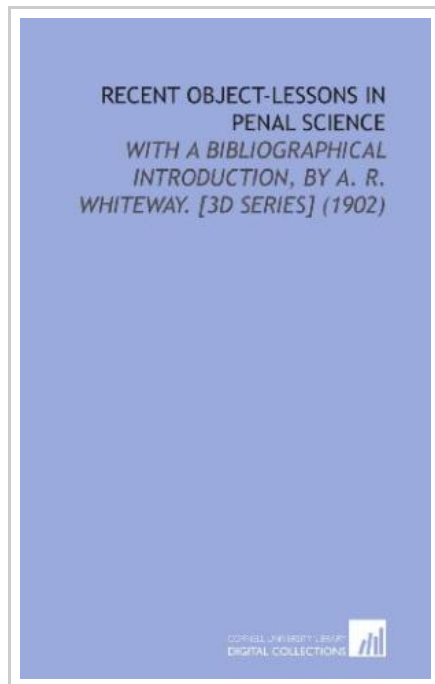 RECENT OBJECT-LESSONS IN
PENAL SCIENCE
WITH A BIBLIOGRAPHICAL
INTRODUCTION, BY A. R.
WHITEWAY. [3D SERIES] (1902)
CORNELL UNIVERSITY LIBRARY
DIGITAL COLLECTIONS